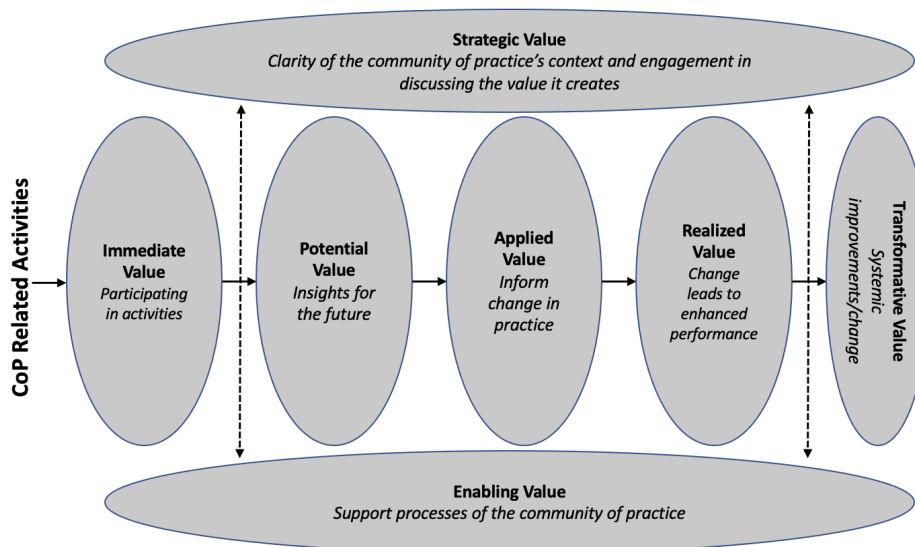 Strategic Value
Clarity of the community of practice's context and engagement in
discussing the value it creates
CoP Related Activities
Immediate
Value
Participating
in activities
Potential
Value
Insights for
the future
Applied
Value
Inform
change in
practice
Realized
Value
Change
leads to
enhanced
performance
Transformative Value
Systemic
improvements/change
Enabling Value
Support processes of the community of practice